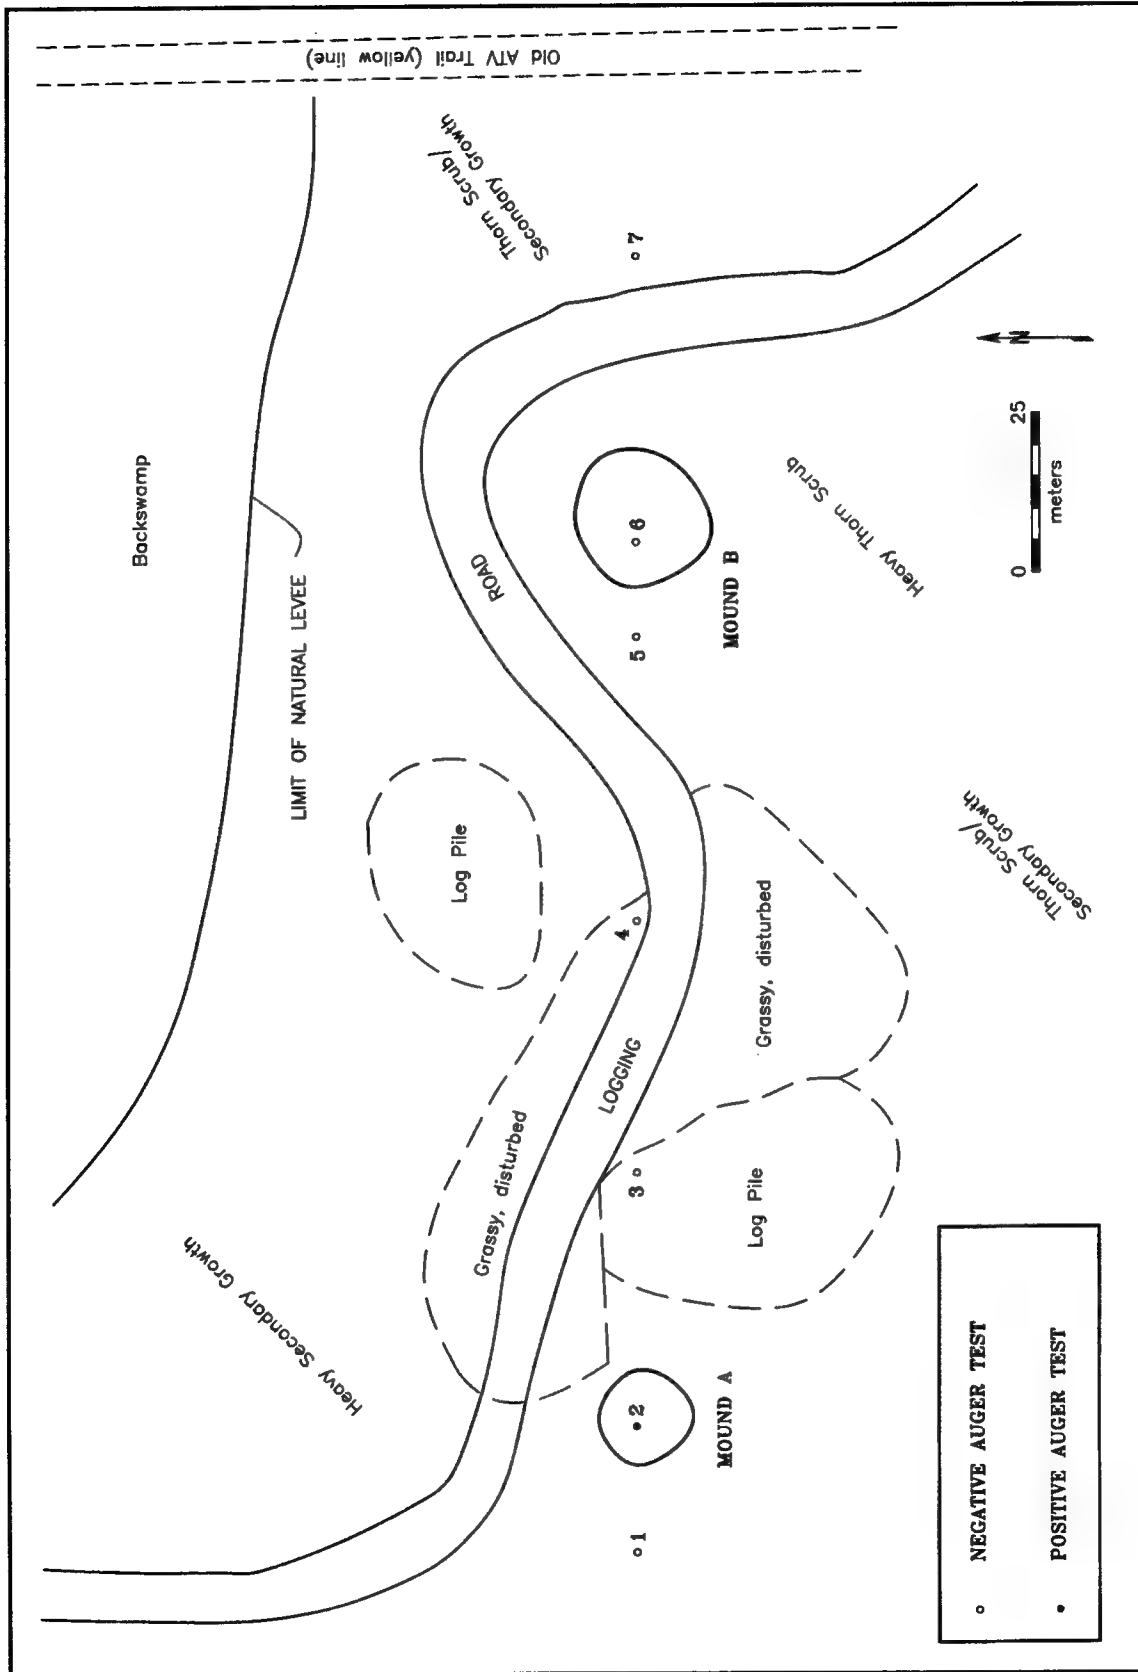 Old ATV Trail (yellow line)
Thorn Scrub/
Secondary Growth
7
Backswamp
LIMIT OF NATURAL LEVEE
ROAD
6
5
MOUND B
Heavy Thorn Scrub
N
0 25
meters
Log Pile
4
Grassy, disturbed
Thorn Scrub/
Secondary Growth
LOGGING
Grassy, disturbed
3
Log Pile
Heavy Secondary Growth
2
MOUND A
1
NEGATIVE AUGER TEST
POSITIVE AUGER TEST